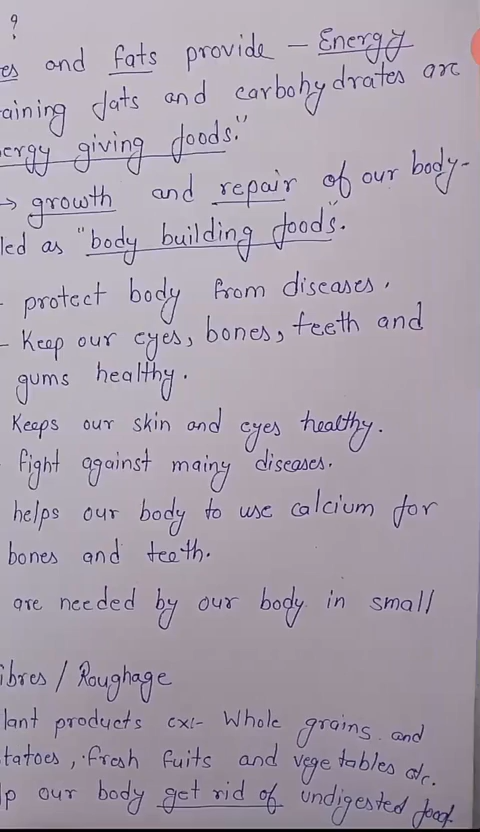 ?
es and fats provide - Energy
aining fats and carbohydrates are
ergy giving foods."
→ growth and repair of our body-
led as "body building foods".
- protect body from diseases.
- Keep our eyes, bones, teeth and
gums healthy.
Keeps our skin and eyes healthy.
- fight against mainy diseases.
helps our body to use calcium for
bones and teeth.
are needed by our body in small
ibres / Roughage
lant products ex:- Whole grains and
tatoes, fresh fuits and vegetables etc.
lp our body get rid of undigested food.